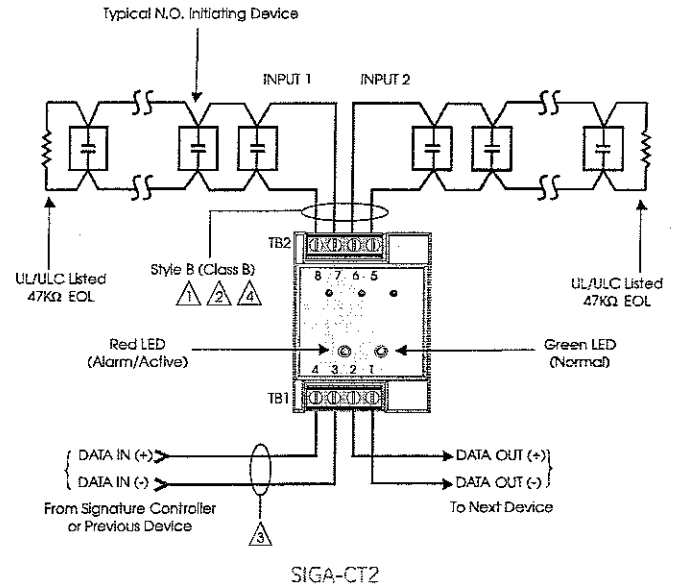 Typical N.O. Initiating Device
INPUT 1
INPUT 2
UL/ULC Listed
47KΩ EOL
Style B (Class B)
1 2 4
TB2
8 7 6 5
UL/ULC Listed
47KΩ EOL
Red LED
(Alarm/Active)
Green LED
(Normal)
4 3 2 1
TB1
DATA IN (+)
DATA IN (-)
From Signature Controller
or Previous Device
3
DATA OUT (+)
DATA OUT (-)
To Next Device
SIGA-CT2